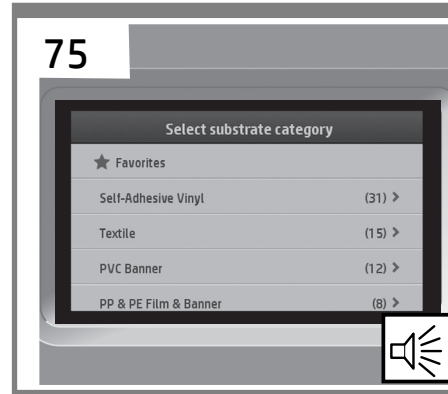 75
Select substrate category
Favorites
Self-Adhesive Vinyl (31)
Textile (15)
PVC Banner (12)
PP & PE Film & Banner (8)